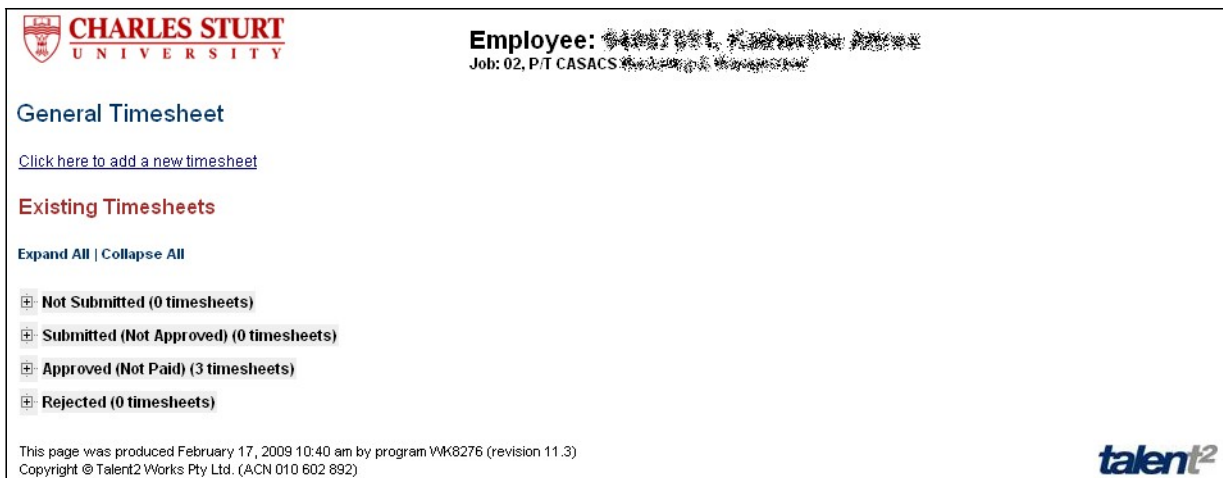 CHARLES STURT
UNIVERSITY
Employee:
Job: 02, P/T CASACS
General Timesheet
Click here to add a new timesheet
Existing Timesheets
Expand All | Collapse All
Not Submitted (0 timesheets)
Submitted (Not Approved) (0 timesheets)
Approved (Not Paid) (3 timesheets)
Rejected (0 timesheets)
This page was produced February 17, 2009 10:40 am by program WK8276 (revision 11.3)
Copyright © Talent2 Works Pty Ltd. (ACN 010 602 892)
talent2